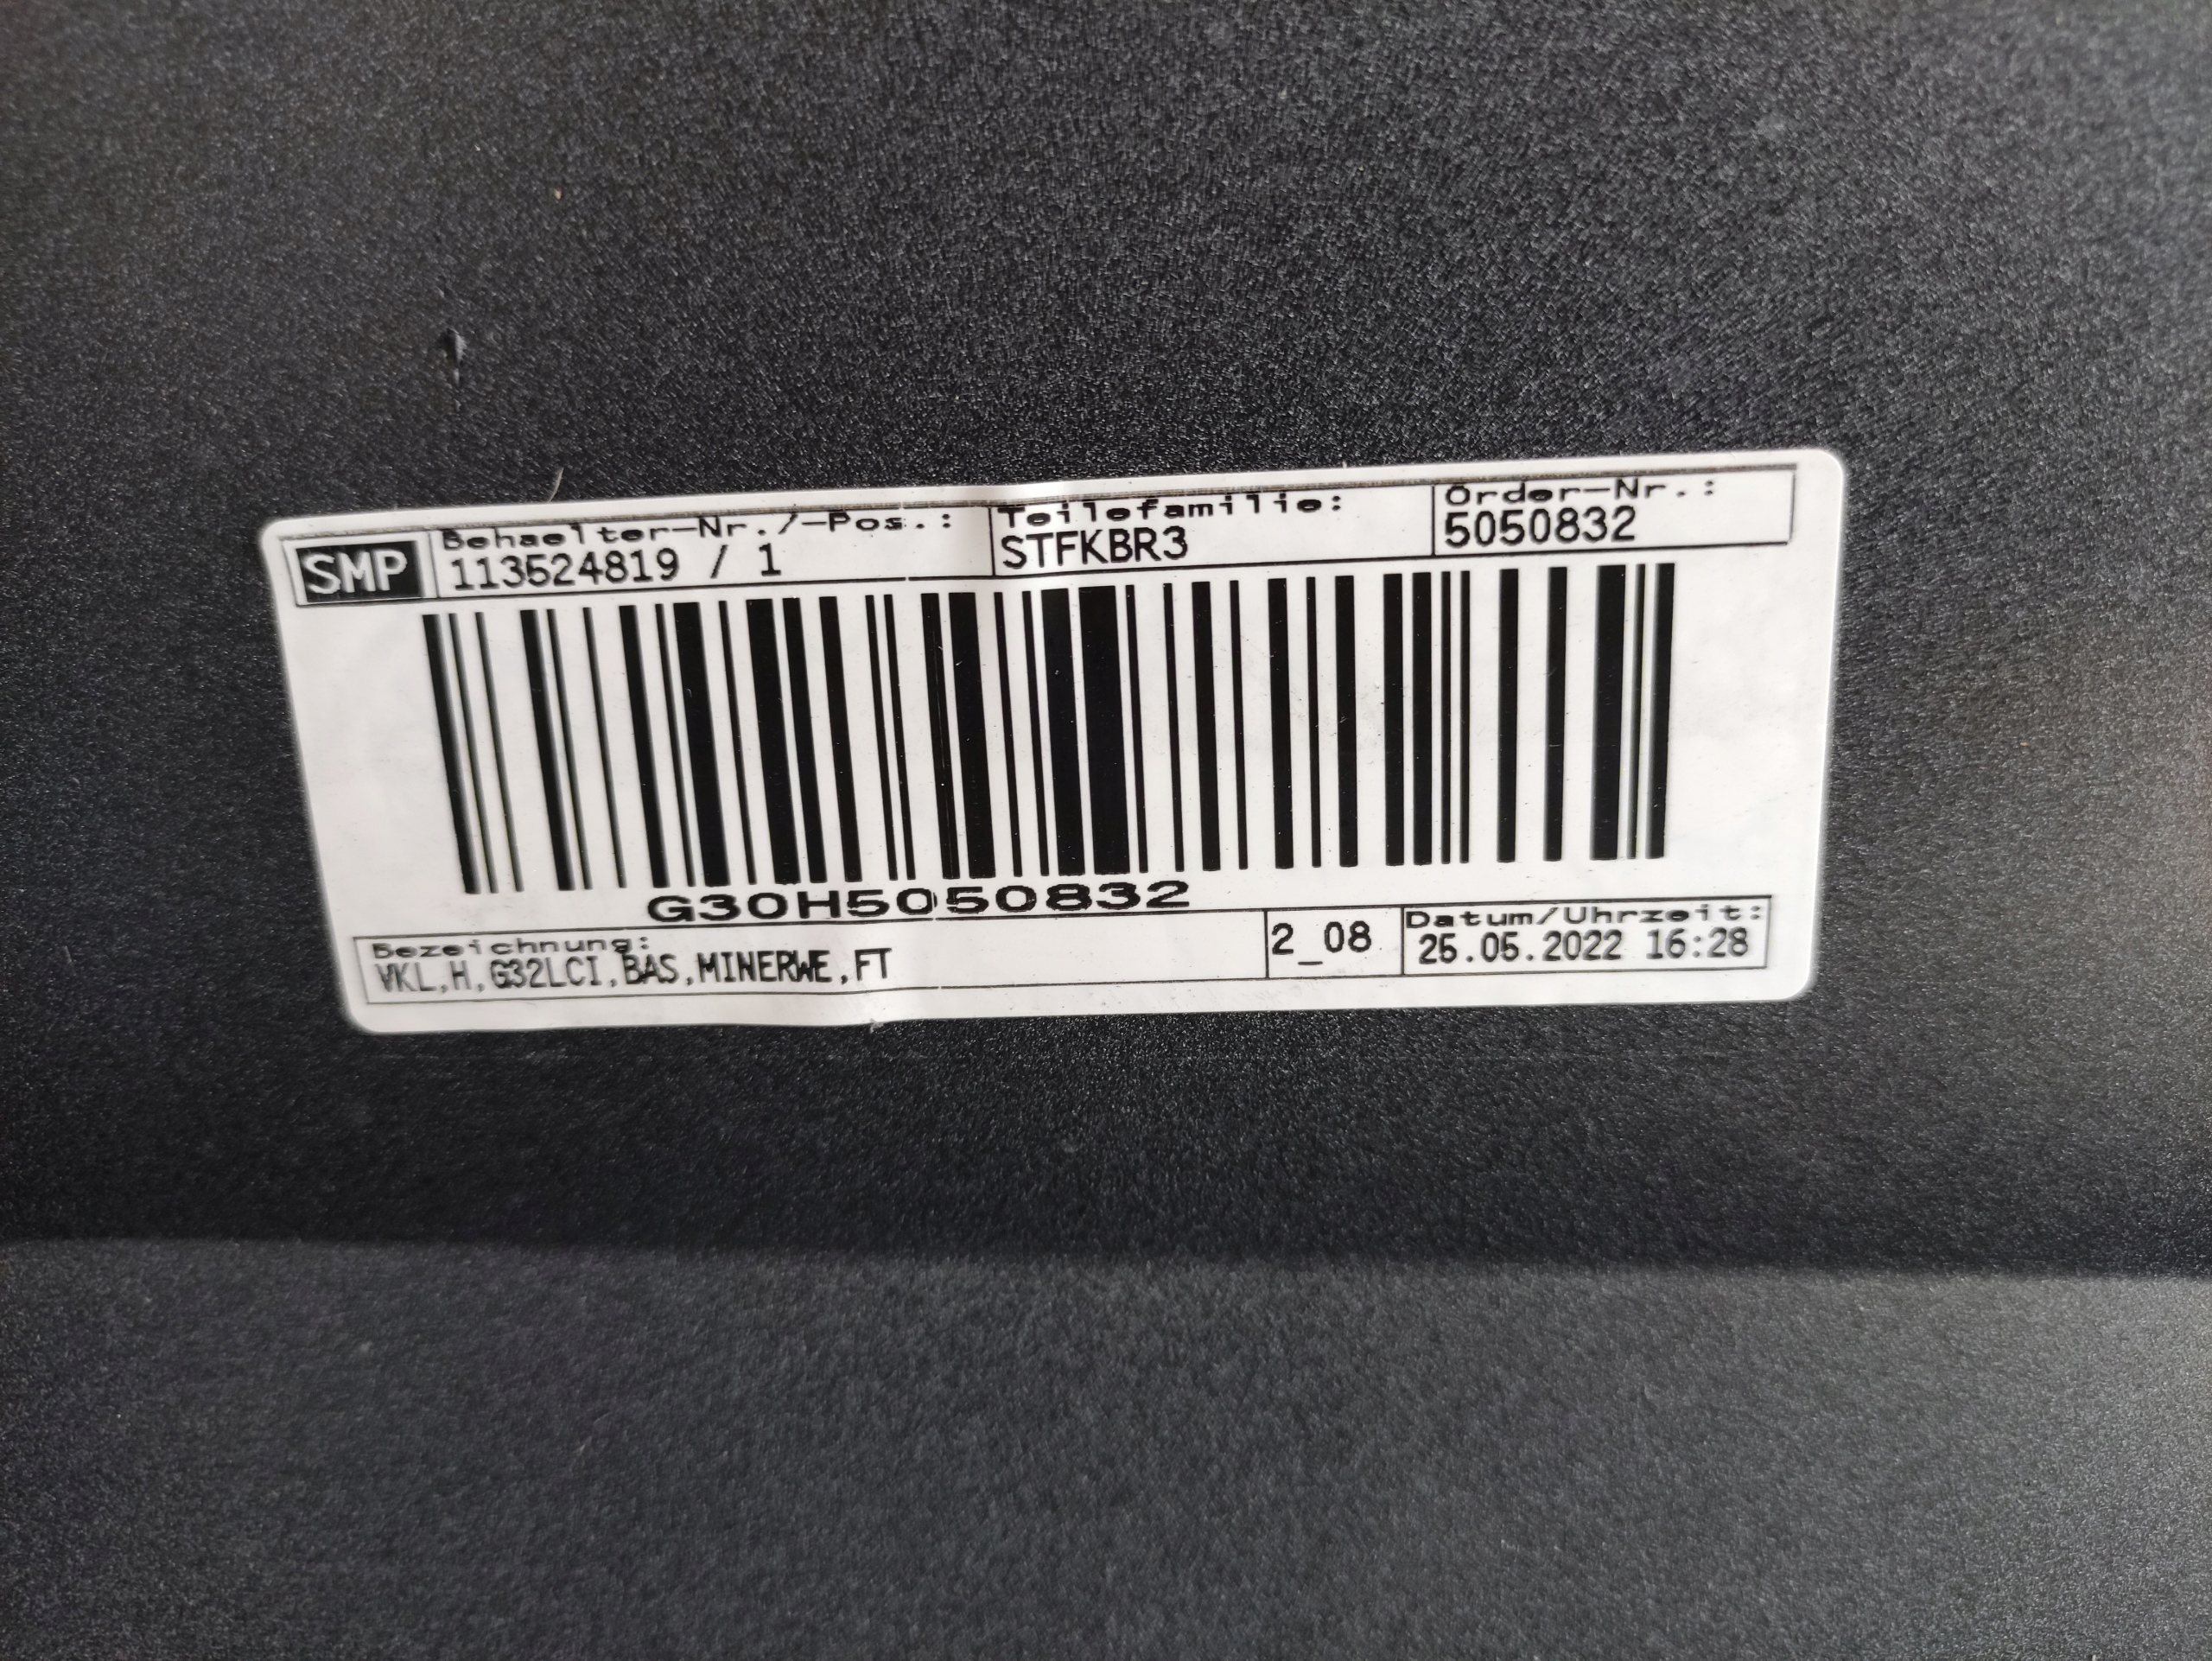 SMP
Behaelter-Nr./-Pos.: Teilefamilie: Order-Nr.:
113524819 / 1 STFKBR3 5050832
G30H5050832
Bezeichnung: 2_08 Datum/Uhrzeit:
VKL,H,G32LCI,BAS,MINERWE,FT 25.05.2022 16:28